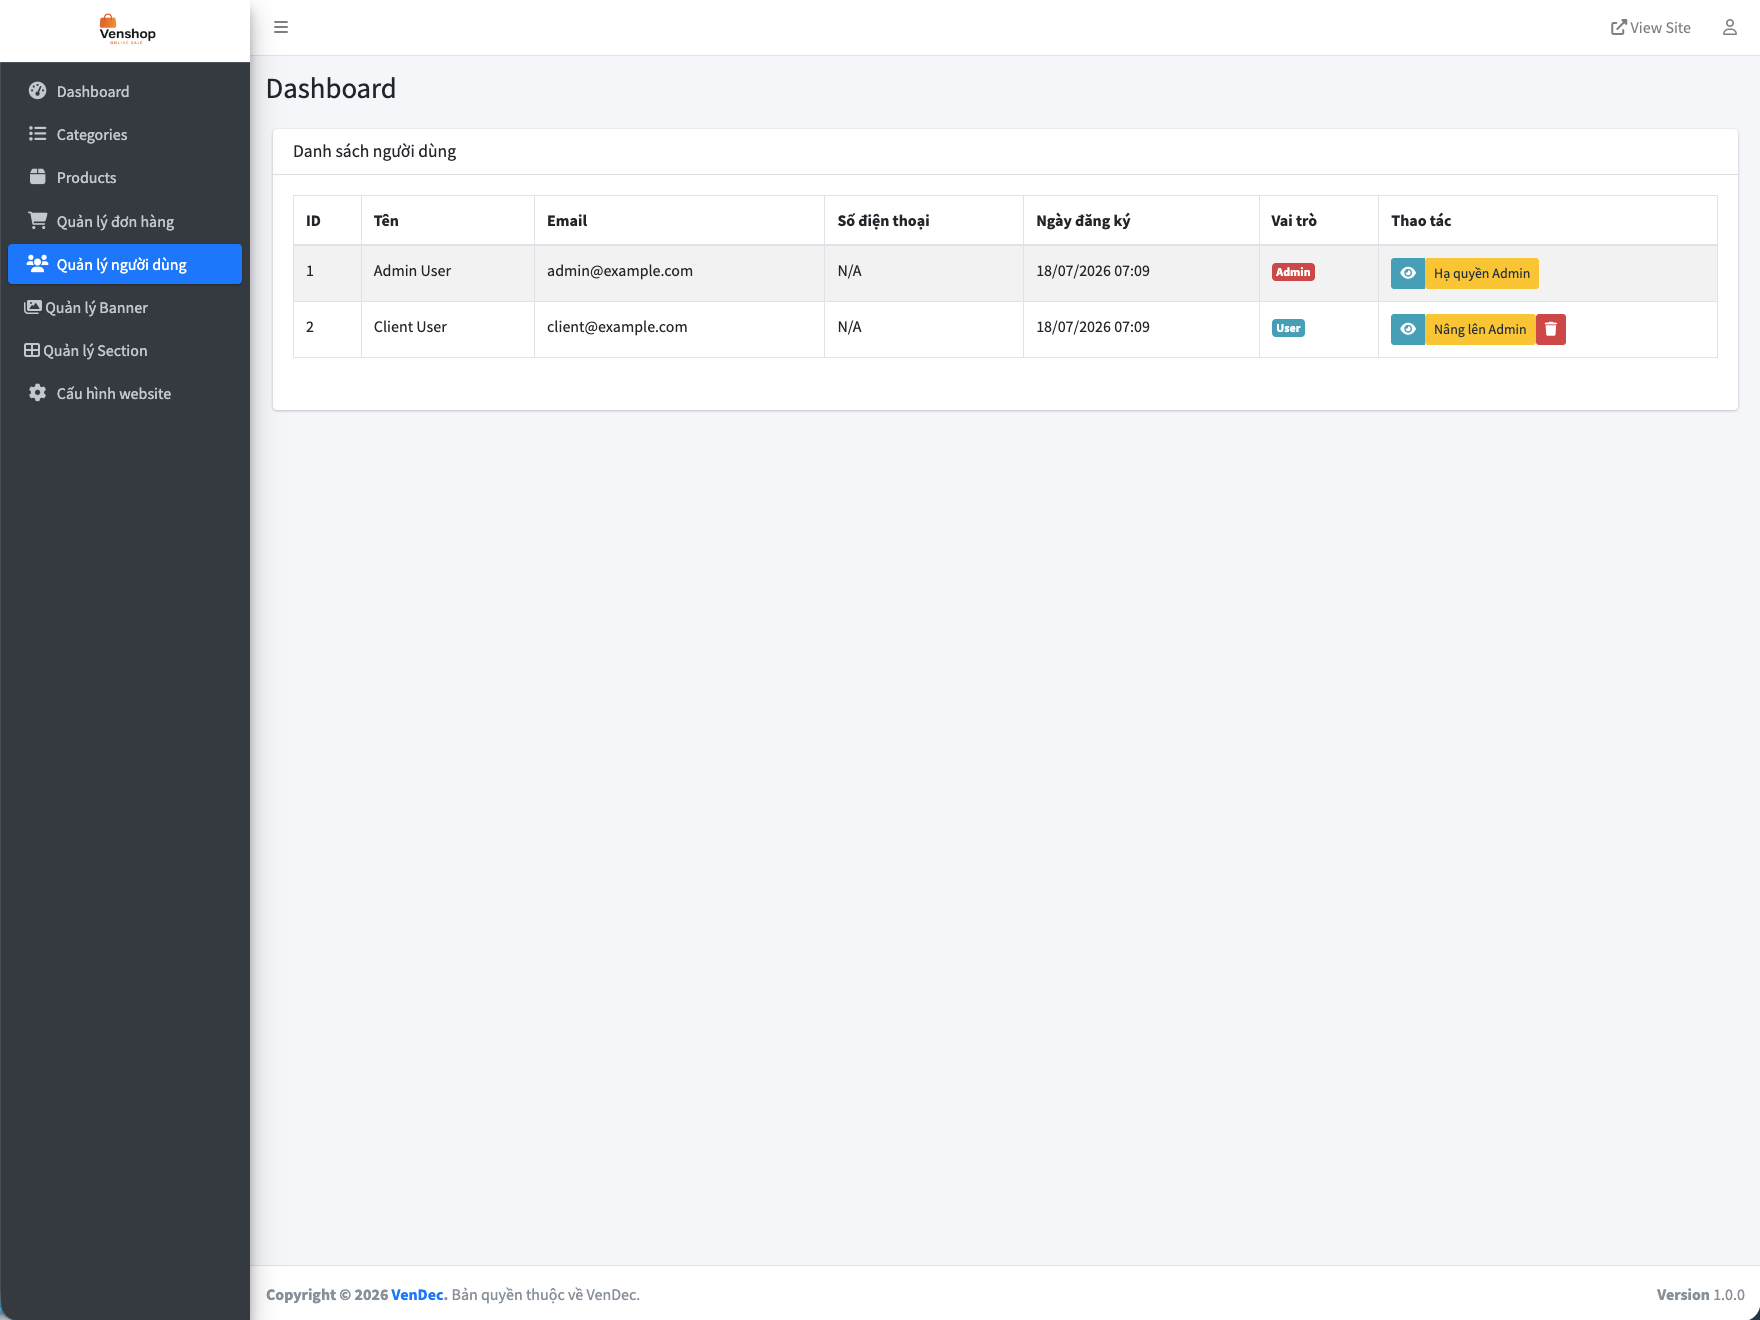 Venshop
ONLINE SALE
View Site
Dashboard
Categories
Products
Quản lý đơn hàng
Quản lý người dùng
Quản lý Banner
Quản lý Section
Cấu hình website
Dashboard
Danh sách người dùng
ID Tên Email Số điện thoại Ngày đăng ký Vai trò Thao tác
1 Admin User admin@example.com N/A 18/07/2026 07:09 Admin Hạ quyền Admin
2 Client User client@example.com N/A 18/07/2026 07:09 User Nâng lên Admin
Copyright © 2026 VenDec. Bản quyền thuộc về VenDec.
Version 1.0.0